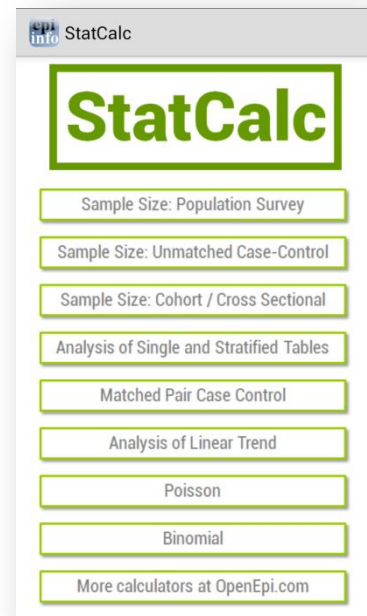 epi
info
StatCalc
StatCalc
Sample Size: Population Survey
Sample Size: Unmatched Case-Control
Sample Size: Cohort / Cross Sectional
Analysis of Single and Stratified Tables
Matched Pair Case Control
Analysis of Linear Trend
Poisson
Binomial
More calculators at OpenEpi.com